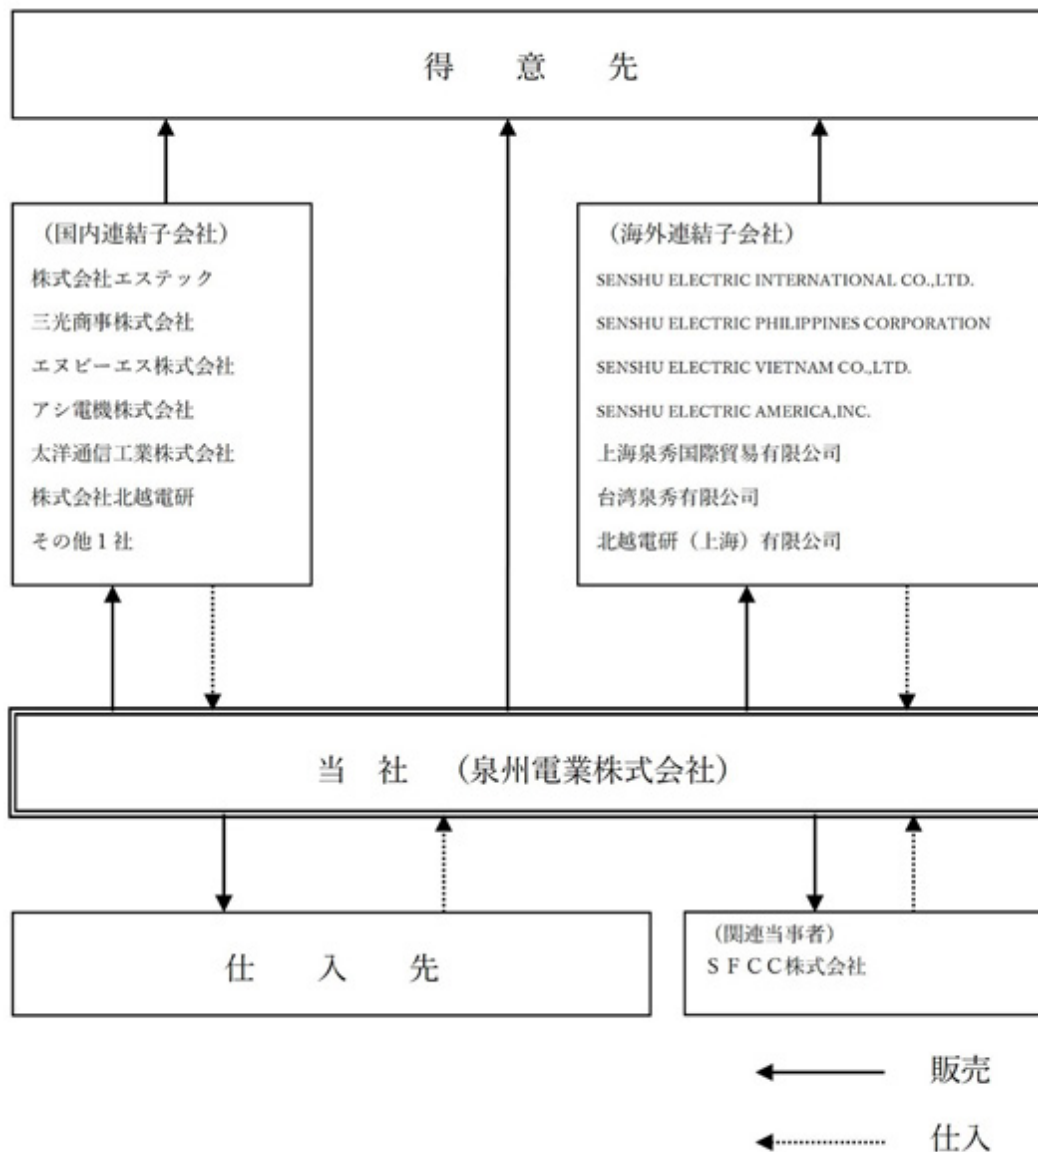 得 意 先
（国内連結子会社）
株式会社エステック
三光商事株式会社
エヌビーエス株式会社
アシ電機株式会社
太洋通信工業株式会社
株式会社北越電研
その他１社
（海外連結子会社）
SENSHU ELECTRIC INTERNATIONAL CO.,LTD.
SENSHU ELECTRIC PHILIPPINES CORPORATION
SENSHU ELECTRIC VIETNAM CO.,LTD.
SENSHU ELECTRIC AMERICA,INC.
上海泉秀国際貿易有限公司
台湾泉秀有限公司
北越電研（上海）有限公司
当 社 （泉州電業株式会社）
仕 入 先
（関連当事者）
ＳＦＣＣ株式会社
販売
仕入